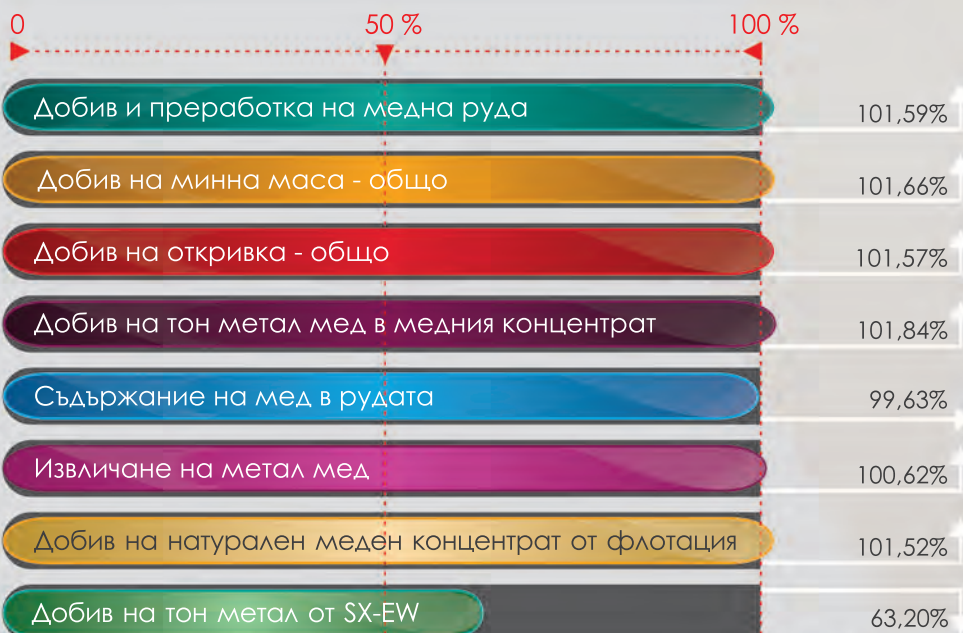 0 50 % 100 %
Добив и преработка на медна руда 101,59%
Добив на минна маса - общо 101,66%
Добив на откривка - общо 101,57%
Добив на тон метал мед в медния концентрат 101,84%
Съдържание на мед в рудата 99,63%
Извличане на метал мед 100,62%
Добив на натурален меден концентрат от флотация 101,52%
Добив на тон метал от SX-EW 63,20%